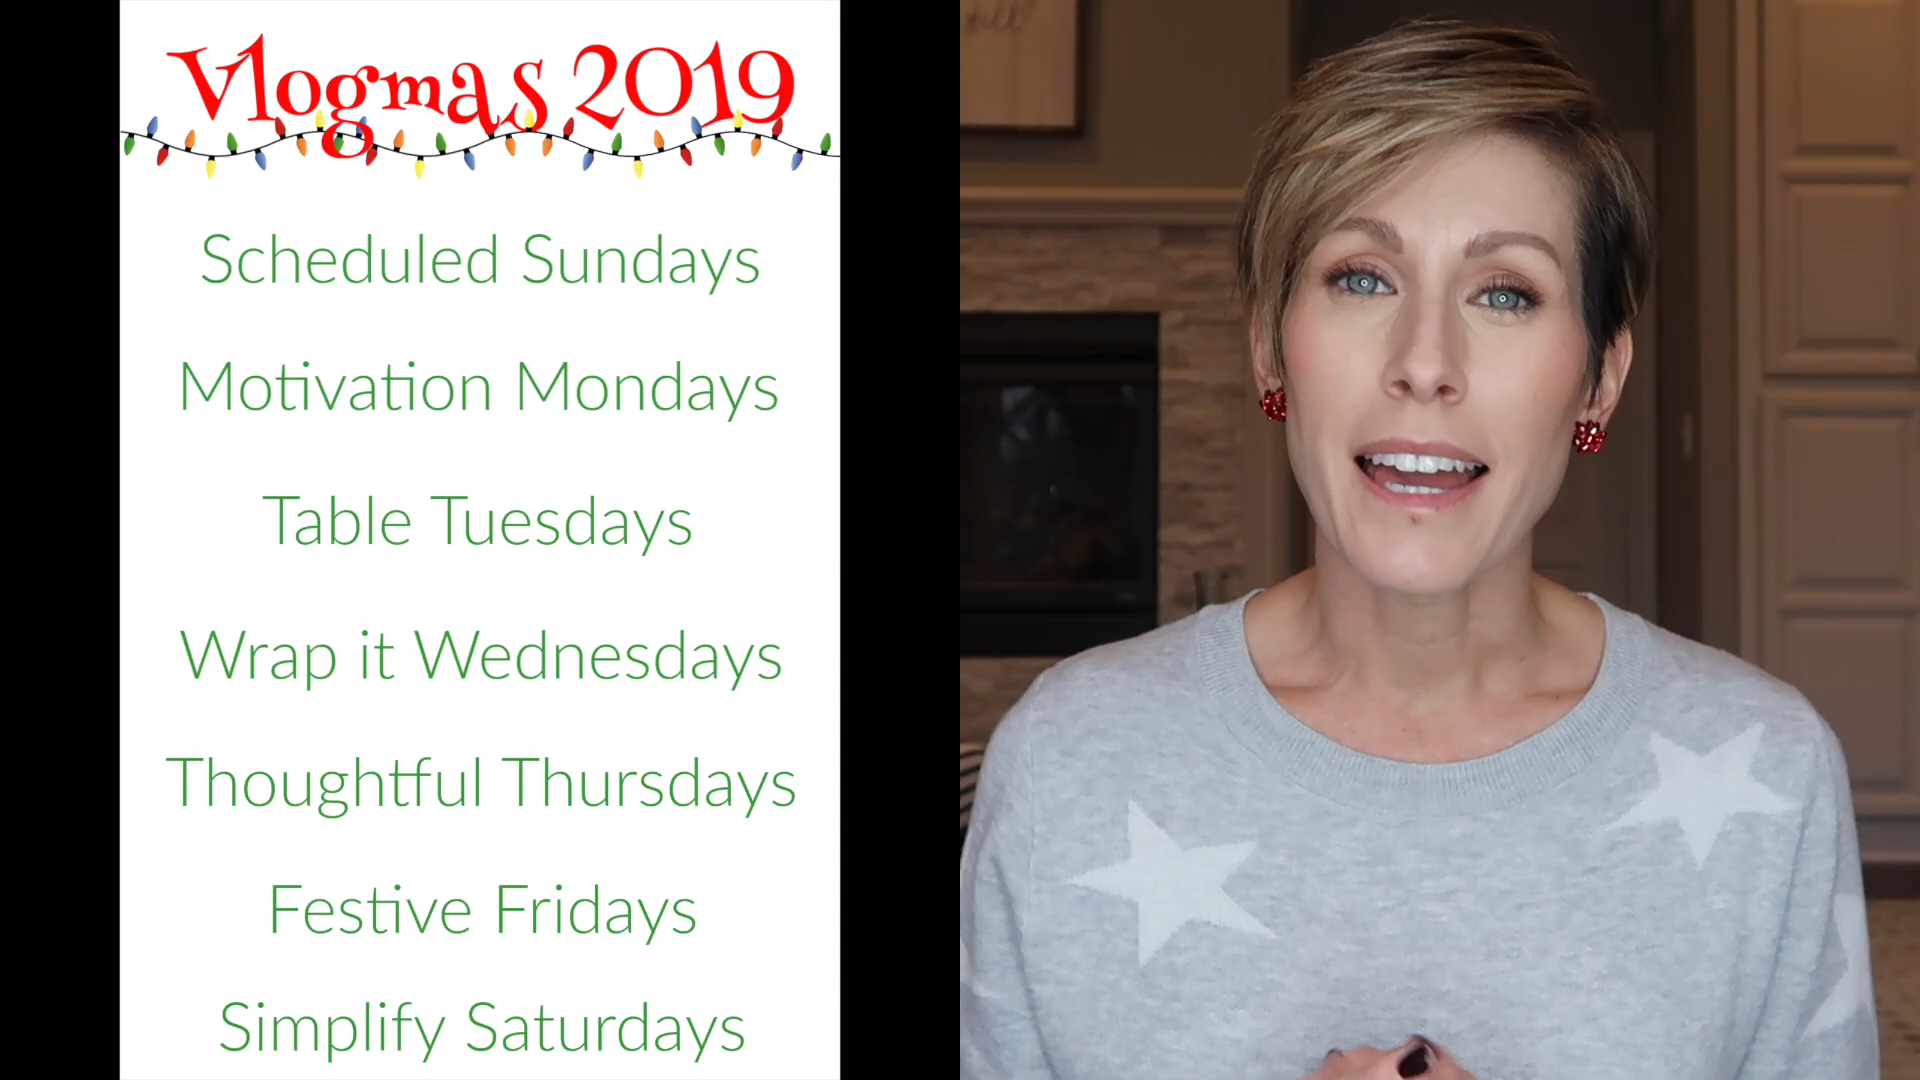 Vlogmas 2019
Scheduled Sundays
Motivation Mondays
Table Tuesdays
Wrap it Wednesdays
Thoughtful Thursdays
Festive Fridays
Simplify Saturdays